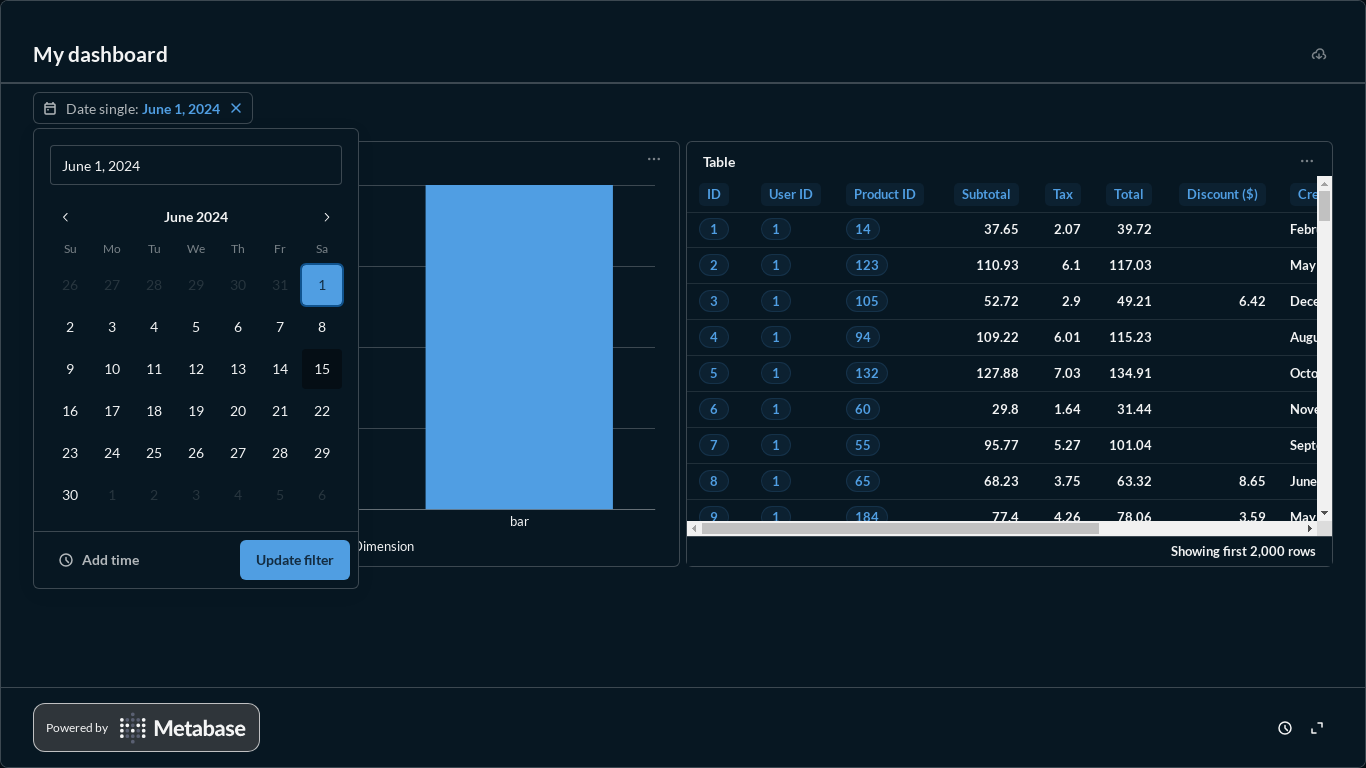 My dashboard
Date single: June 1, 2024
June 1, 2024
June 2024
Su Mo Tu We Th Fr Sa
26 27 28 29 30 31 1
2 3 4 5 6 7 8
9 10 11 12 13 14 15
16 17 18 19 20 21 22
23 24 25 26 27 28 29
30 1 2 3 4 5 6
Add time
Update filter
bar
Dimension
Table
ID User ID Product ID Subtotal Tax Total Discount ($) Cre
1 1 14 37.65 2.07 39.72 Febr
2 1 123 110.93 6.1 117.03 May
3 1 105 52.72 2.9 49.21 6.42 Dece
4 1 94 109.22 6.01 115.23 Augu
5 1 132 127.88 7.03 134.91 Octo
6 1 60 29.8 1.64 31.44 Nove
7 1 55 95.77 5.27 101.04 Sept
8 1 65 68.23 3.75 63.32 8.65 June
9 1 184 77.4 4.26 78.06 3.59 May
Showing first 2,000 rows
Powered by Metabase